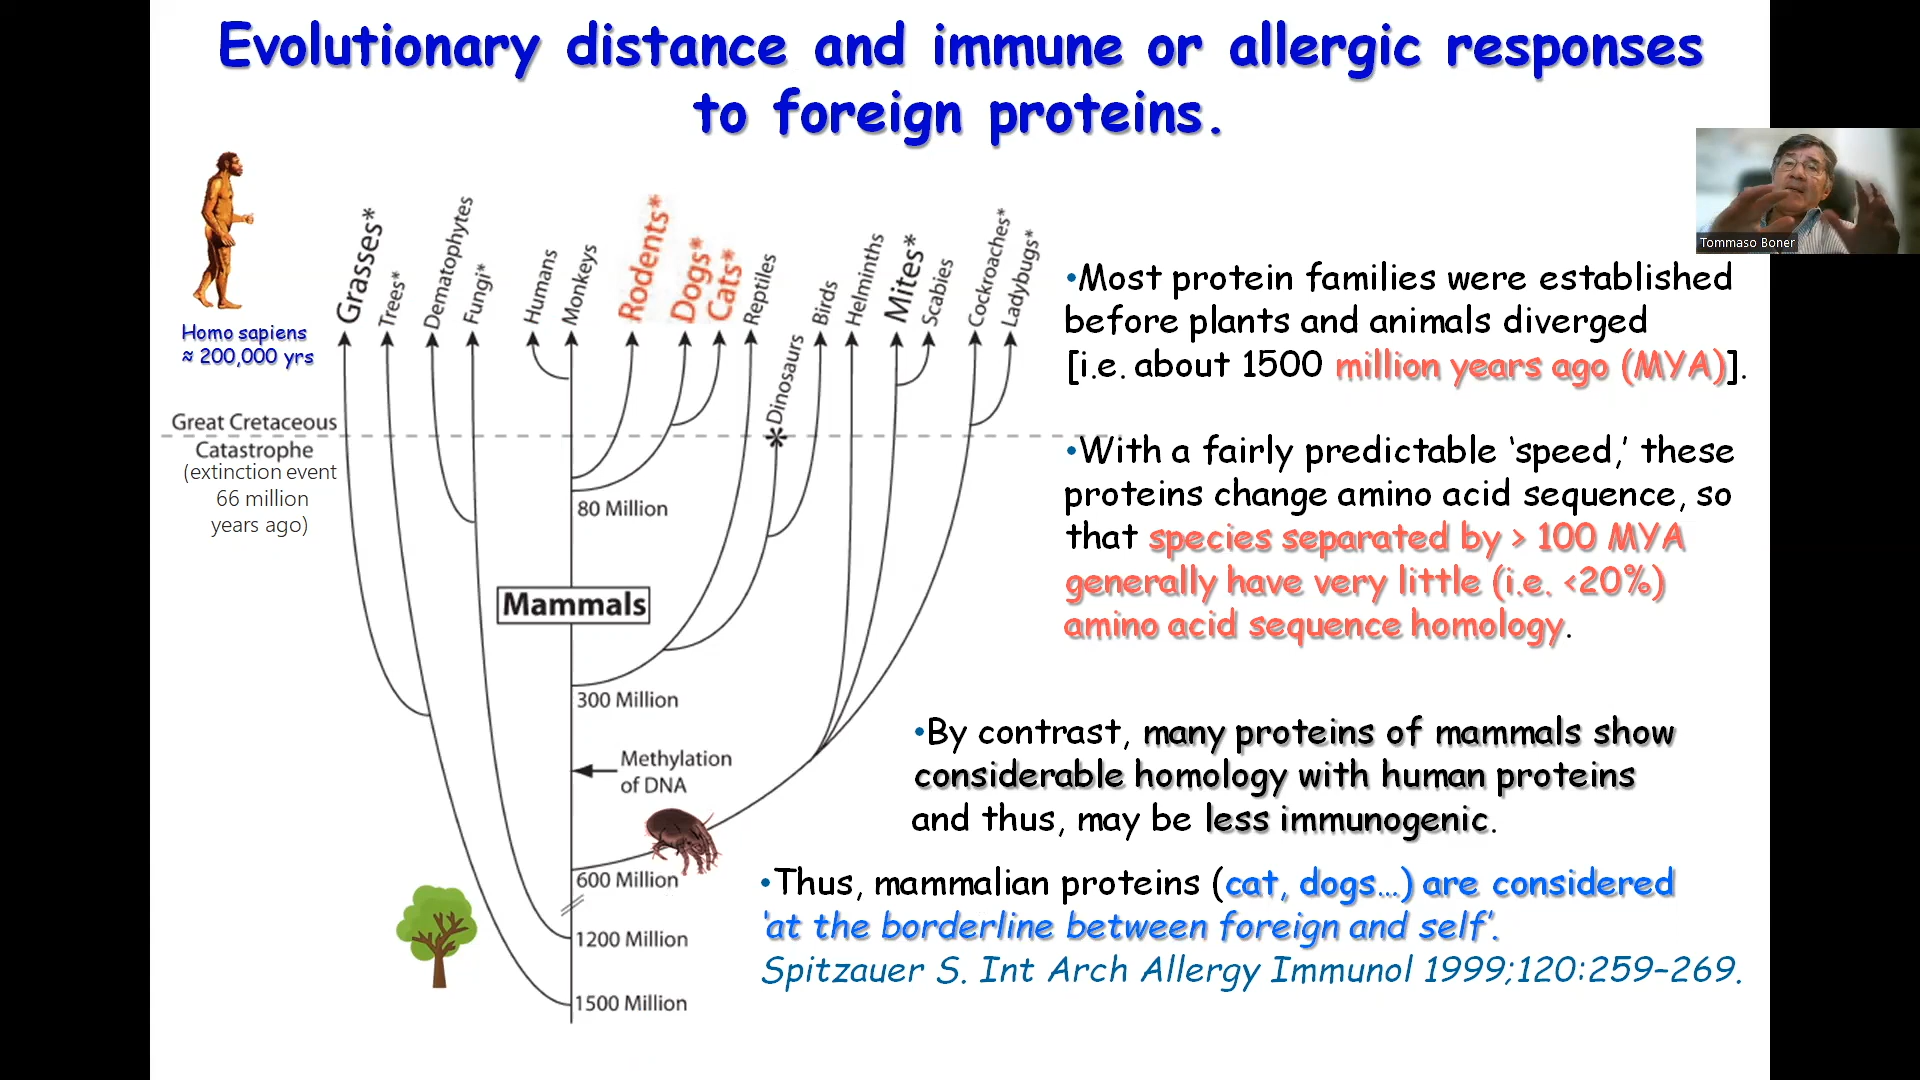 Evolutionary distance and immune or allergic responses
to foreign proteins.
Tommaso Boner
Homo sapiens
≈ 200,000 yrs
Grasses*
Trees*
Dematophytes
Fungi*
Humans
Monkeys
Rodents*
Dogs*
Cats*
Reptiles
Dinosaurs
*
Birds
Helminths
Mites*
Scabies
Cockroaches*
Ladybugs*
Great Cretaceous
Catastrophe
(extinction event
66 million
years ago)
80 Million
Mammals
300 Million
Methylation
of DNA
600 Million
1200 Million
1500 Million
•Most protein families were established
before plants and animals diverged
[i.e. about 1500 million years ago (MYA)].
•With a fairly predictable ‘speed,’ these
proteins change amino acid sequence, so
that species separated by > 100 MYA
generally have very little (i.e. <20%)
amino acid sequence homology.
•By contrast, many proteins of mammals show
considerable homology with human proteins
and thus, may be less immunogenic.
•Thus, mammalian proteins (cat, dogs…) are considered
‘at the borderline between foreign and self’.
Spitzauer S. Int Arch Allergy Immunol 1999;120:259–269.